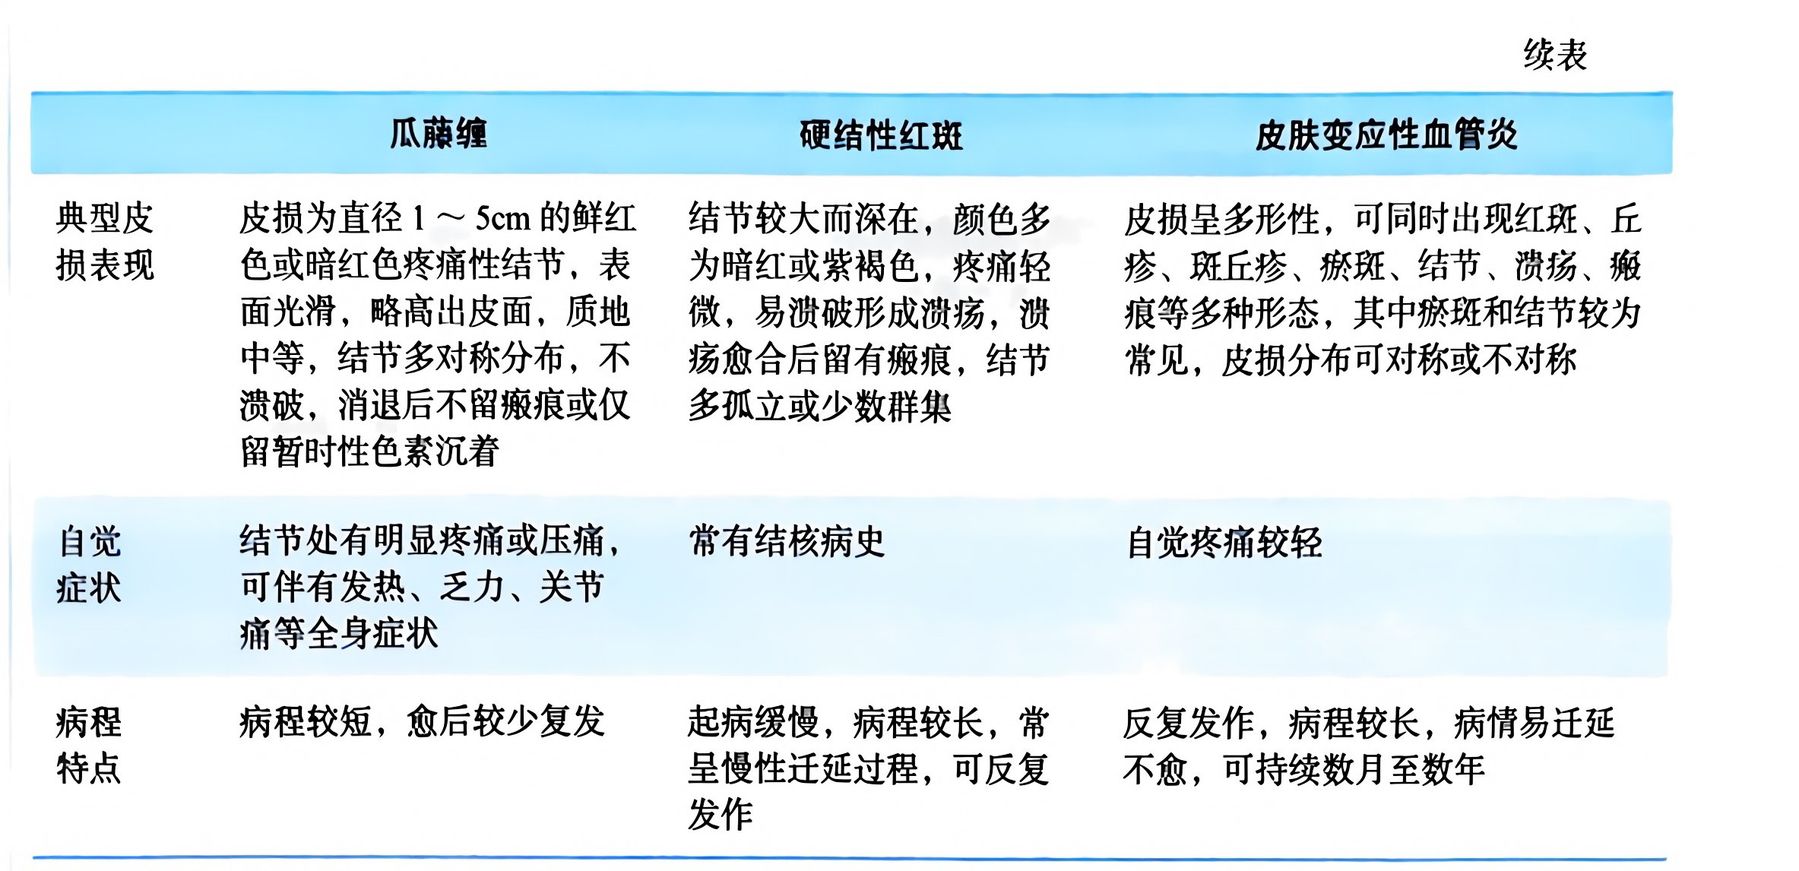 续表
瓜藤缠 硬结性红斑 皮肤变应性血管炎
典型皮
损表现
皮损为直径 1～5cm 的鲜红
色或暗红色疼痛性结节，表
面光滑，略高出皮面，质地
中等，结节多对称分布，不
溃破，消退后不留瘢痕或仅
留暂时性色素沉着
结节较大而深在，颜色多
为暗红或紫褐色，疼痛轻
微，易溃破形成溃疡，溃
疡愈合后留有瘢痕，结节
多孤立或少数群集
皮损呈多形性，可同时出现红斑、丘
疹、斑丘疹、瘀斑、结节、溃疡、瘢
痕等多种形态，其中瘀斑和结节较为
常见，皮损分布可对称或不对称
自觉
症状
结节处有明显疼痛或压痛，
可伴有发热、乏力、关节
痛等全身症状
常有结核病史
自觉疼痛较轻
病程
特点
病程较短，愈后较少复发
起病缓慢，病程较长，常
呈慢性迁延过程，可反复
发作
反复发作，病程较长，病情易迁延
不愈，可持续数月至数年